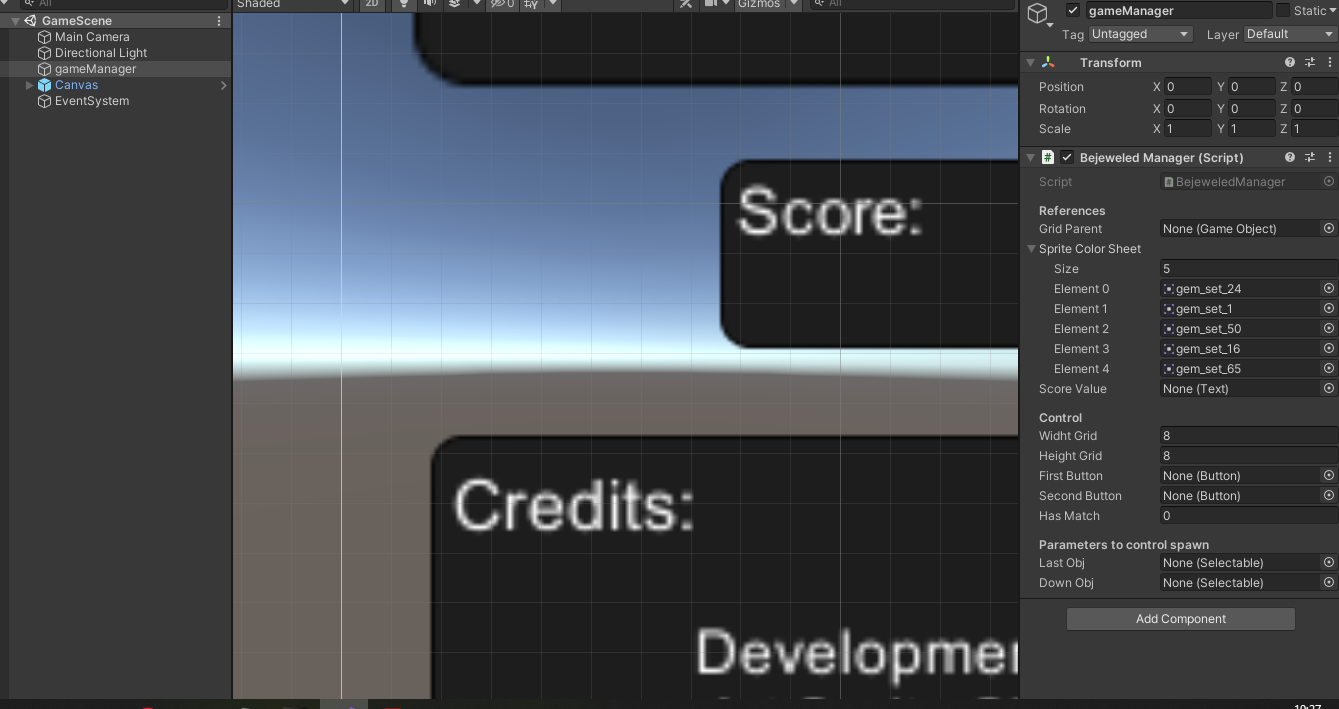 All
Shaded
2D
0
Gizmos
All
GameScene
Main Camera
Directional Light
gameManager
Canvas
EventSystem
Score:
Credits:
gameManager
Static
Tag Untagged Layer Default
Transform
Position X 0 Y 0 Z 0
Rotation X 0 Y 0 Z 0
Scale X 1 Y 1 Z 1
# Bejeweled Manager (Script)
Script BejeweledManager
References
Grid Parent None (Game Object)
Sprite Color Sheet
Size 5
Element 0 gem_set_24
Element 1 gem_set_1
Element 2 gem_set_50
Element 3 gem_set_16
Element 4 gem_set_65
Score Value None (Text)
Control
Widht Grid 8
Height Grid 8
First Button None (Button)
Second Button None (Button)
Has Match 0
Parameters to control spawn
Last Obj None (Selectable)
Down Obj None (Selectable)
Add Component